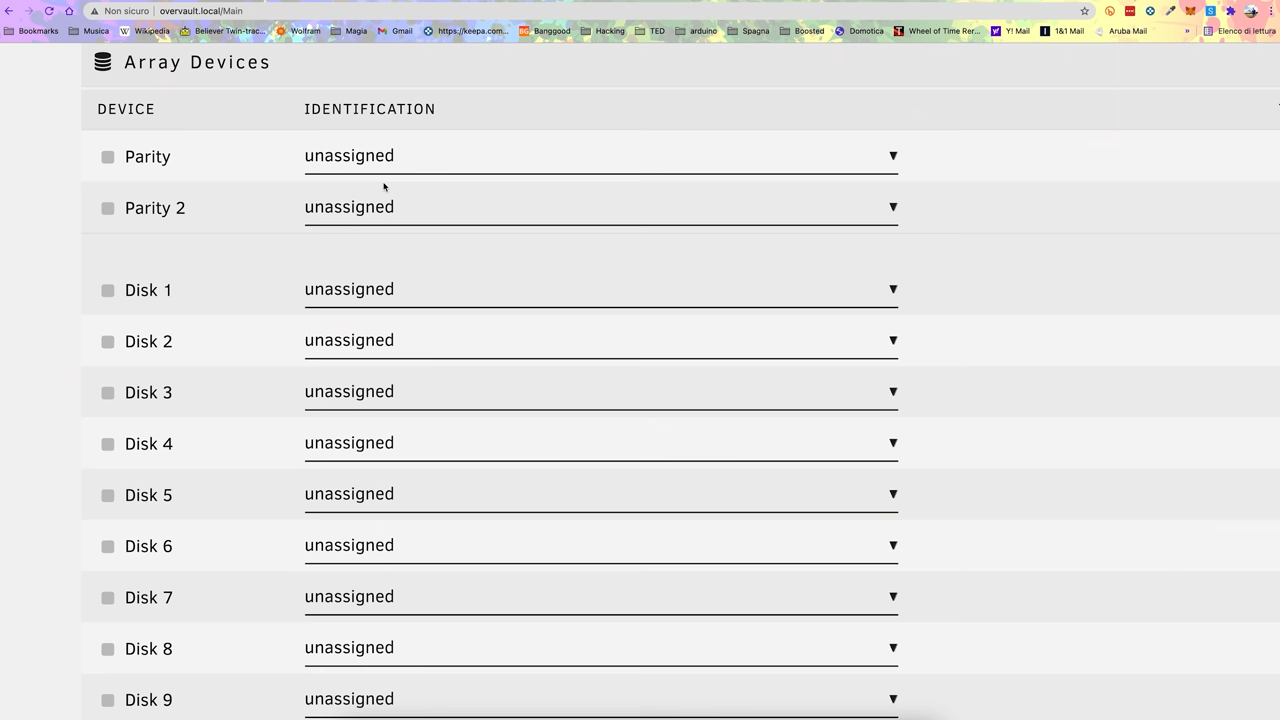 Non sicuro | overvault.local/Main
Bookmarks Musica Wikipedia Believer Twin-trac... Wolfram Magia Gmail https://keepa.com... Banggood Hacking TED arduino Spagna Boosted Domotica Wheel of Time Rer... Y! Mail 1&1 Mail Aruba Mail » Elenco di lettura
Array Devices
DEVICE IDENTIFICATION
Parity unassigned
Parity 2 unassigned
Disk 1 unassigned
Disk 2 unassigned
Disk 3 unassigned
Disk 4 unassigned
Disk 5 unassigned
Disk 6 unassigned
Disk 7 unassigned
Disk 8 unassigned
Disk 9 unassigned